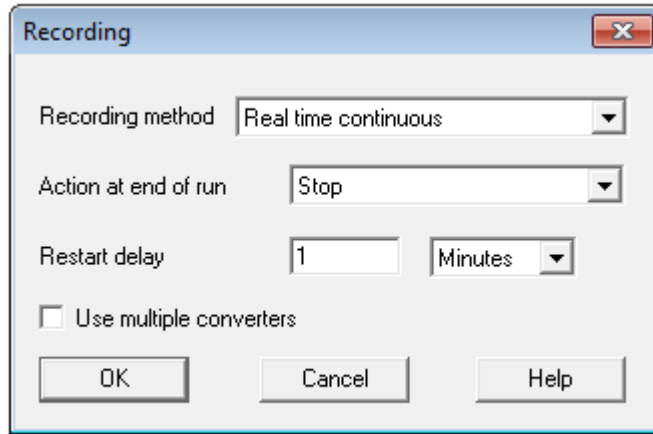 Recording
Recording method Real time continuous
Action at end of run Stop
Restart delay 1 Minutes
Use multiple converters
OK Cancel Help